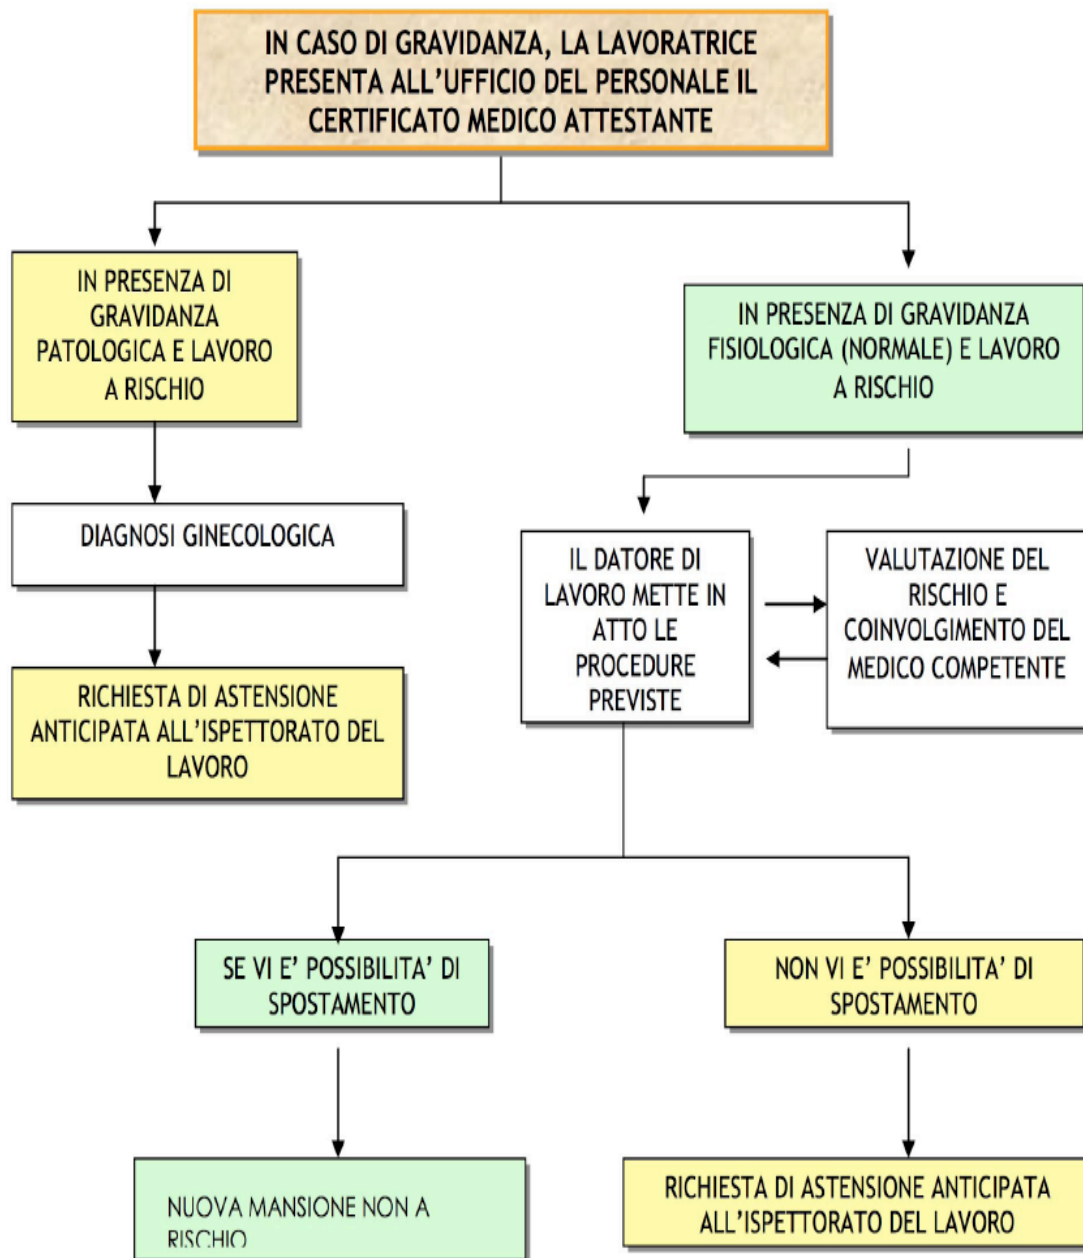 IN CASO DI GRAVIDANZA, LA LAVORATRICE
PRESENTA ALL’UFFICIO DEL PERSONALE IL
CERTIFICATO MEDICO ATTESTANTE
IN PRESENZA DI
GRAVIDANZA
PATOLOGICA E LAVORO
A RISCHIO
IN PRESENZA DI GRAVIDANZA
FISIOLOGICA (NORMALE) E LAVORO
A RISCHIO
DIAGNOSI GINECOLOGICA
IL DATORE DI
LAVORO METTE IN
ATTO LE
PROCEDURE
PREVISTE
VALUTAZIONE DEL
RISCHIO E
COINVOLGIMENTO DEL
MEDICO COMPETENTE
RICHIESTA DI ASTENSIONE
ANTICIPATA ALL’ISPETTORATO DEL
LAVORO
SE VI E’ POSSIBILITA’ DI
SPOSTAMENTO
NON VI E’ POSSIBILITA’ DI
SPOSTAMENTO
NUOVA MANSIONE NON A
RISCHIO
RICHIESTA DI ASTENSIONE ANTICIPATA
ALL’ISPETTORATO DEL LAVORO